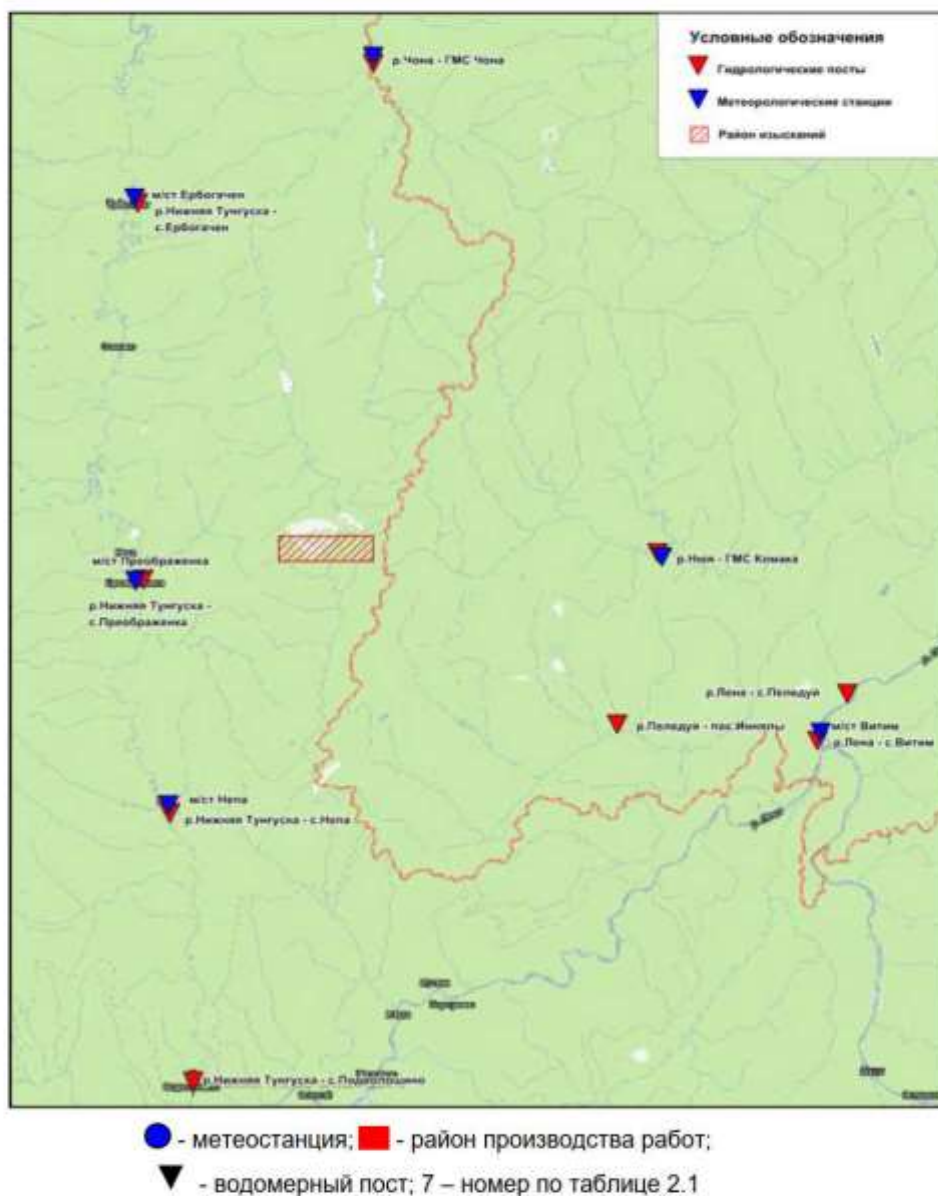 Условные обозначения
Гидрологические посты
Метеорологические станции
Район изысканий
р.Чона - ГМС Чона
м/ст Ербогачен
р.Нижняя Тунгуска -
с.Ербогачен
м/ст Преображенка
р.Нижняя Тунгуска -
с.Преображенка
р.Нюя - ГМС Комака
р.Лена - с.Пеледуй
р.Пеледуй - пос.Иннялы
м/ст Витим
р.Лена - с.Витим
м/ст Непа
р.Нижняя Тунгуска - с.Непа
р.Нижняя Тунгуска - с.Подволошино
- метеостанция; - район производства работ;
- водомерный пост; 7 – номер по таблице 2.1